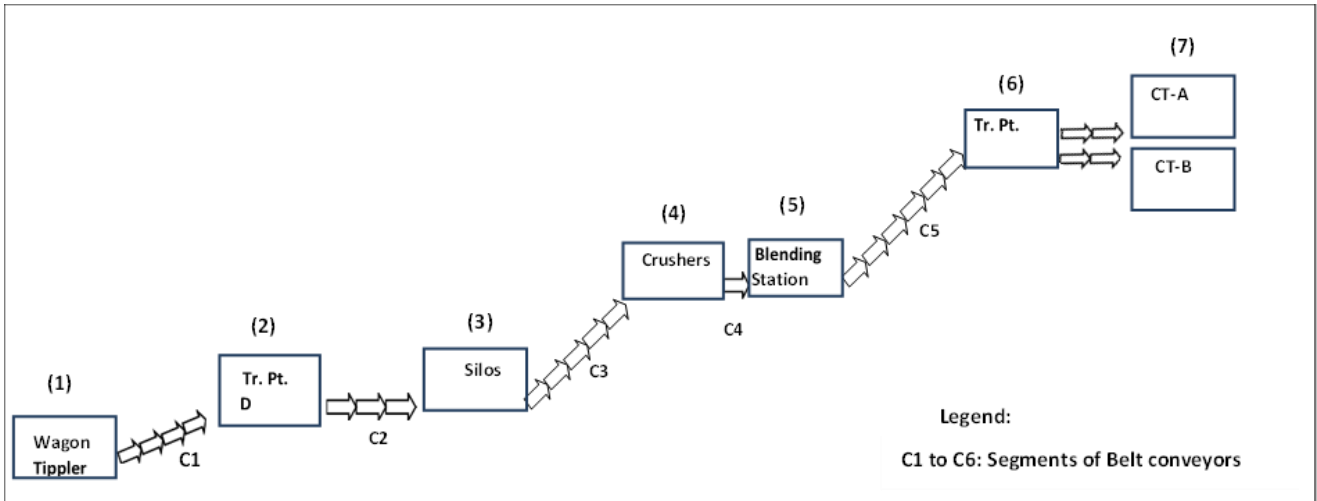 (1)
Wagon
Tippler
C1
(2)
Tr. Pt.
D
C2
(3)
Silos
C3
(4)
Crushers
C4
(5)
Blending
Station
C5
(6)
Tr. Pt.
(7)
CT-A
CT-B
Legend:
C1 to C6: Segments of Belt conveyors